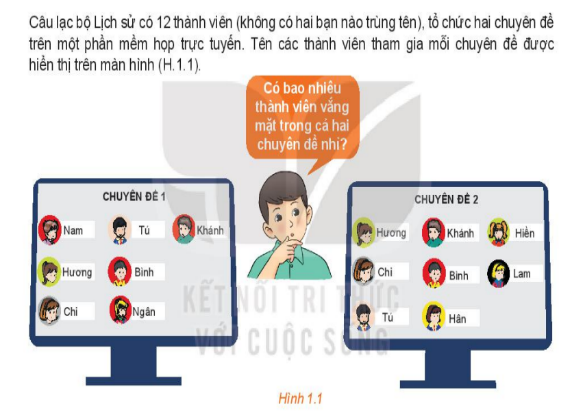 Câu lạc bộ Lịch sử có 12 thành viên (không có hai bạn nào trùng tên), tổ chức hai chuyên đề
trên một phần mềm họp trực tuyến. Tên các thành viên tham gia mỗi chuyên đề được
hiển thị trên màn hình (H.1.1).
Có bao nhiêu
thành viên vắng
mặt trong cả hai
chuyên đề nhỉ?
CHUYÊN ĐỀ 1
Nam Tú Khánh
Hương Bình
Chi Ngân
CHUYÊN ĐỀ 2
Hương Khánh Hiền
Chi Bình Lam
Tú Hân
KẾT NỐI TRI THỨC
VỚI CUỘC SỐNG
Hình 1.1